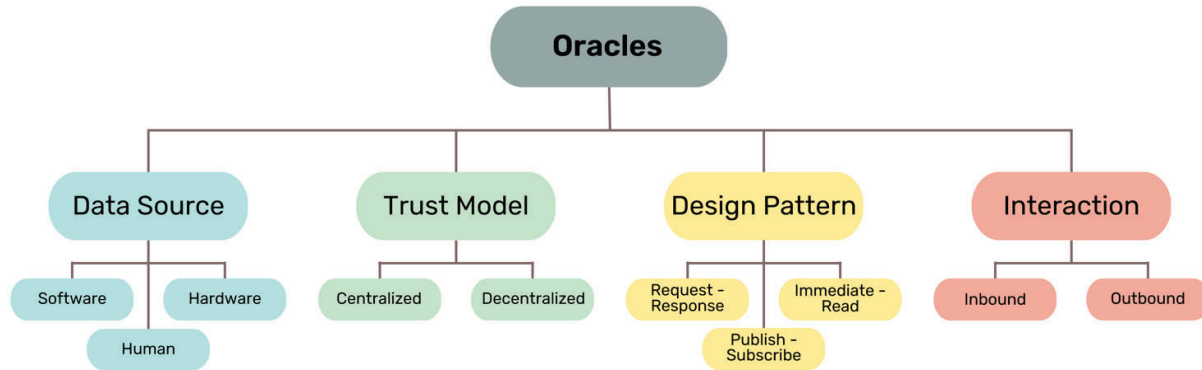 Oracles
Data Source
Trust Model
Design Pattern
Interaction
Software
Hardware
Human
Centralized
Decentralized
Request -
Response
Immediate -
Read
Publish -
Subscribe
Inbound
Outbound